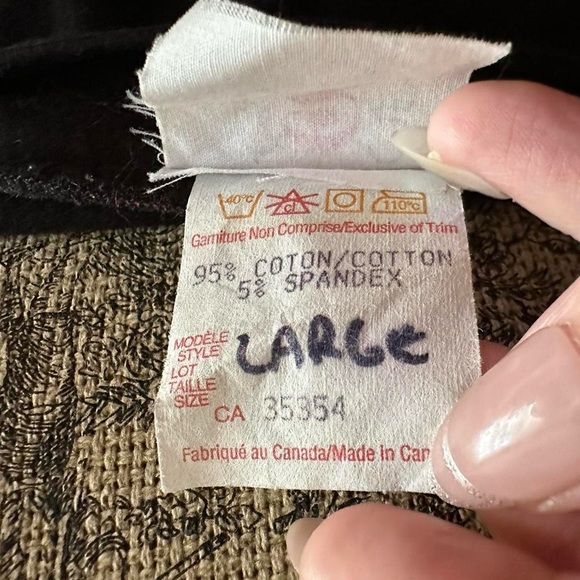 40°C cl 110°C
Garniture Non Comprise/Exclusive of Trim
95% COTON/COTTON
5% SPANDEX
MODÈLE
STYLE LARGE
LOT
TAILLE
SIZE CA 35354
Fabriqué au Canada/Made In Can